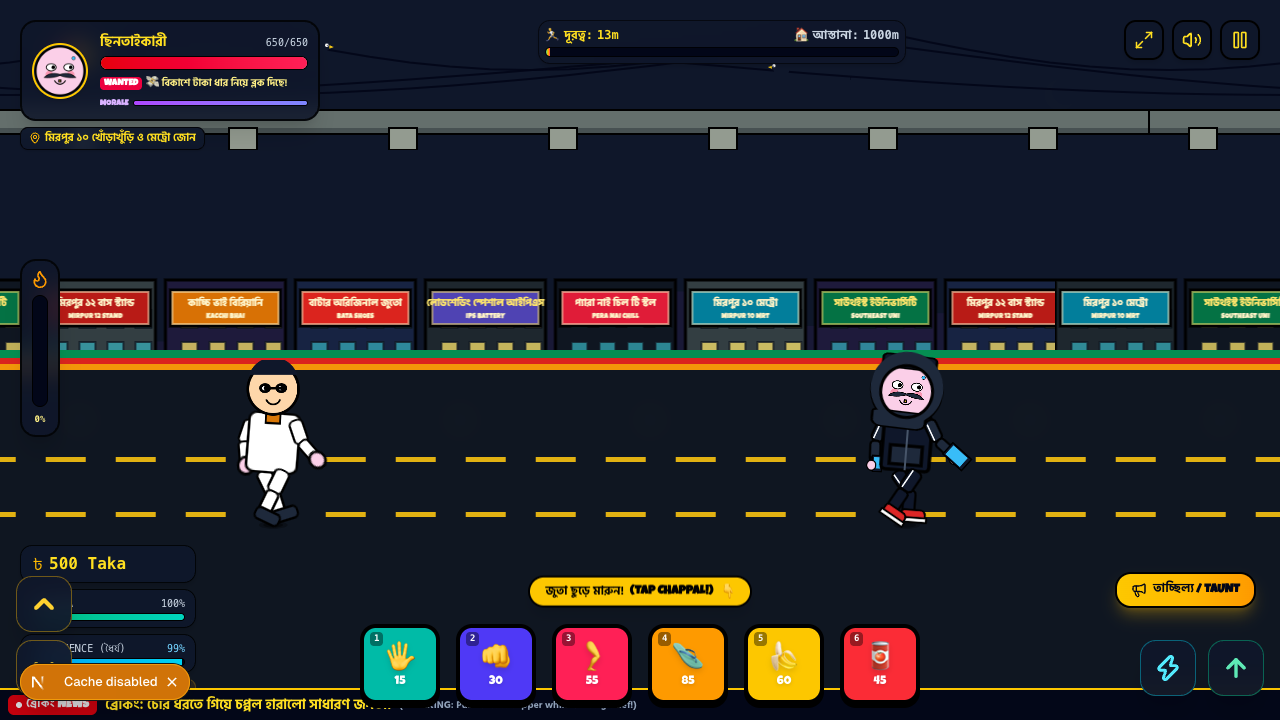 ছিনতাইকারী
650/650
WANTED 💸 বিকাশে টাকা ধার নিয়ে ব্লক দিছে!
MORALE
🏃 দূরত্ব: 13m
🏠 আস্তানা: 1000m
মিরপুর ১০ খোঁড়াখুঁড়ি ও মেট্রো জোন
মিরপুর ১২ বাস স্ট্যান্ড
MIRPUR 12 STAND
কাচ্চি ভাই বিরিয়ানি
KACCHI BHAI
বাটার অরিজিনাল জুতো
BATA SHOES
লোডশেডিং স্পেশাল আইপিএস
IPS BATTERY
প্যারা নাই চিল টি স্টল
PERA NAI CHILL
মিরপুর ১০ মেট্রো
MIRPUR 10 MRT
সাউথইস্ট ইউনিভার্সিটি
SOUTHEAST UNI
মিরপুর ১২ বাস স্ট্যান্ড
MIRPUR 12 STAND
মিরপুর ১০ মেট্রো
MIRPUR 10 MRT
সাউথইস্ট ইউনিভার্সিটি
SOUTHEAST UNI
0%
৳ 500 Taka
100%
(ধৈর্য) 99%
Cache disabled
জুতা ছুড়ে মারুন! (TAP CHAPPAL!) 👇
তাচ্ছিল্য / TAUNT
1
15
2
30
3
55
4
85
5
60
6
45
ব্রেকিং NEWS
ব্রেকিং: চোর ধরতে গিয়ে চপ্পল হারালো সাধারণ